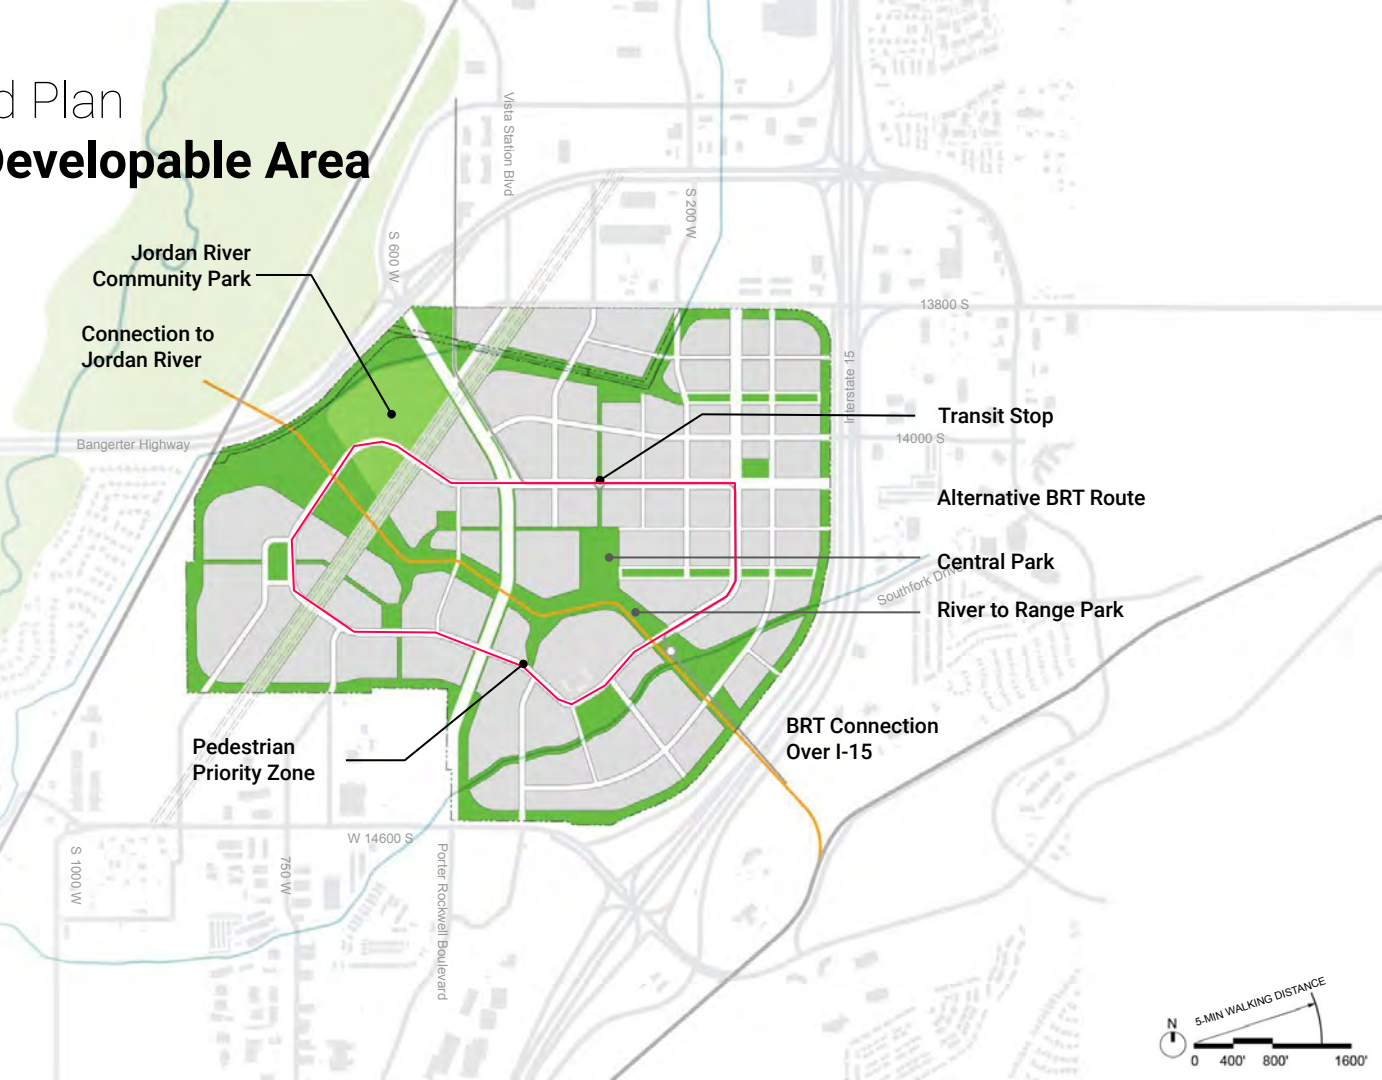 d Plan
Developable Area
Vista Station Blvd
S 200 W
S 600 W
Jordan River
Community Park
13800 S
Connection to
Jordan River
Interstate 15
Transit Stop
Bangerter Highway
14000 S
Alternative BRT Route
Central Park
Southfork Drive
River to Range Park
BRT Connection
Over I-15
Pedestrian
Priority Zone
W 14600 S
S 1000 W
750 W
Porter Rockwell Boulevard
5-MIN WALKING DISTANCE
N
0 400' 800' 1600'